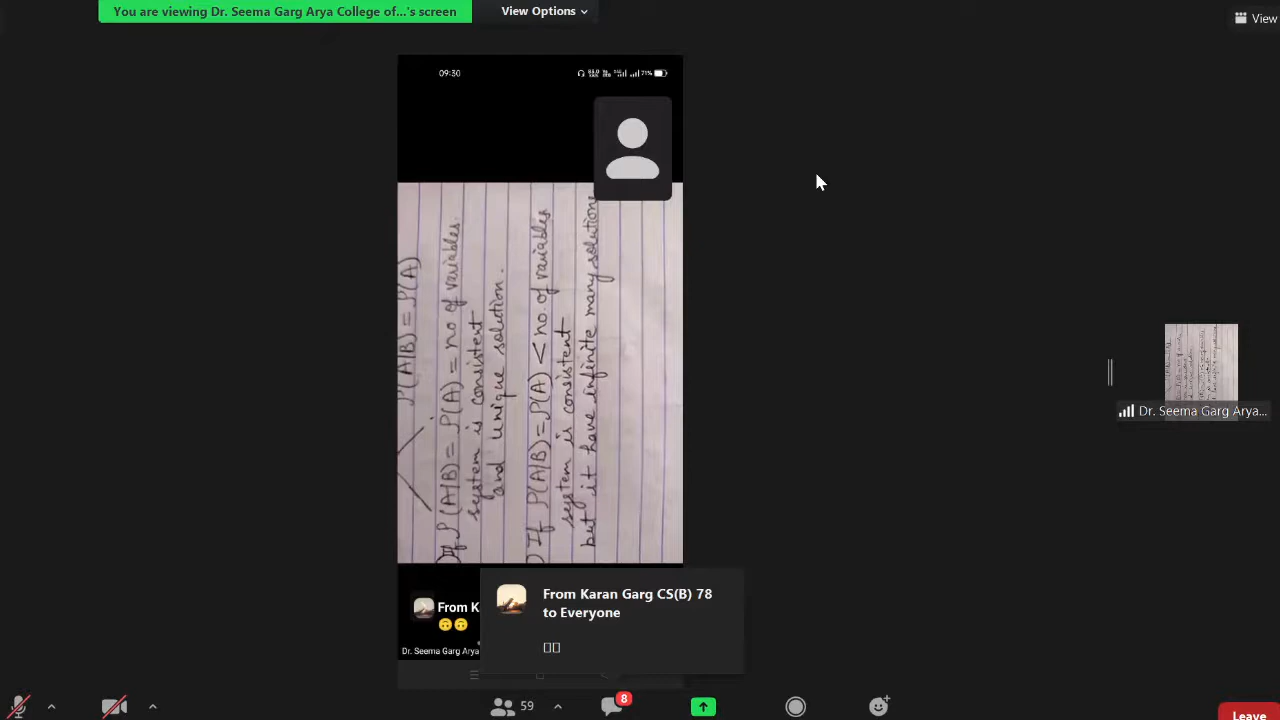 You are viewing Dr. Seema Garg Arya College of...'s screen
View Options
View
09:30
71%
ρ(A/B) = ρ(A)
If ρ(A/B) = ρ(A) = no of variables.
system is consistent
and unique solution.
) If ρ(A/B) = ρ(A) < no. of variables
system is consistent
but it have infinite many solutions
From K
🙃🙃
Dr. Seema Garg Arya
From Karan Garg CS(B) 78
to Everyone
Dr. Seema Garg Arya...
59
8
Leave